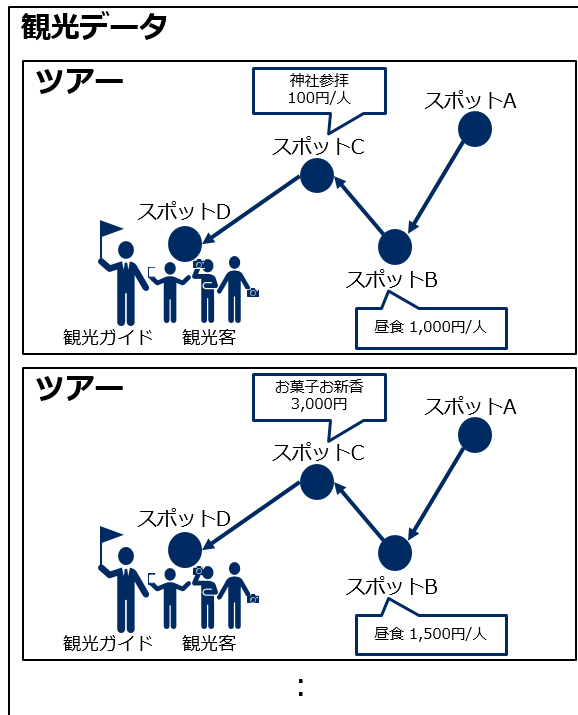 観光データ
ツアー
神社参拝
100円/人
スポットA
スポットC
スポットD
スポットB
昼食 1,000円/人
観光ガイド
観光客
ツアー
お菓子お新香
3,000円
スポットA
スポットC
スポットD
スポットB
昼食 1,500円/人
観光ガイド
観光客
：